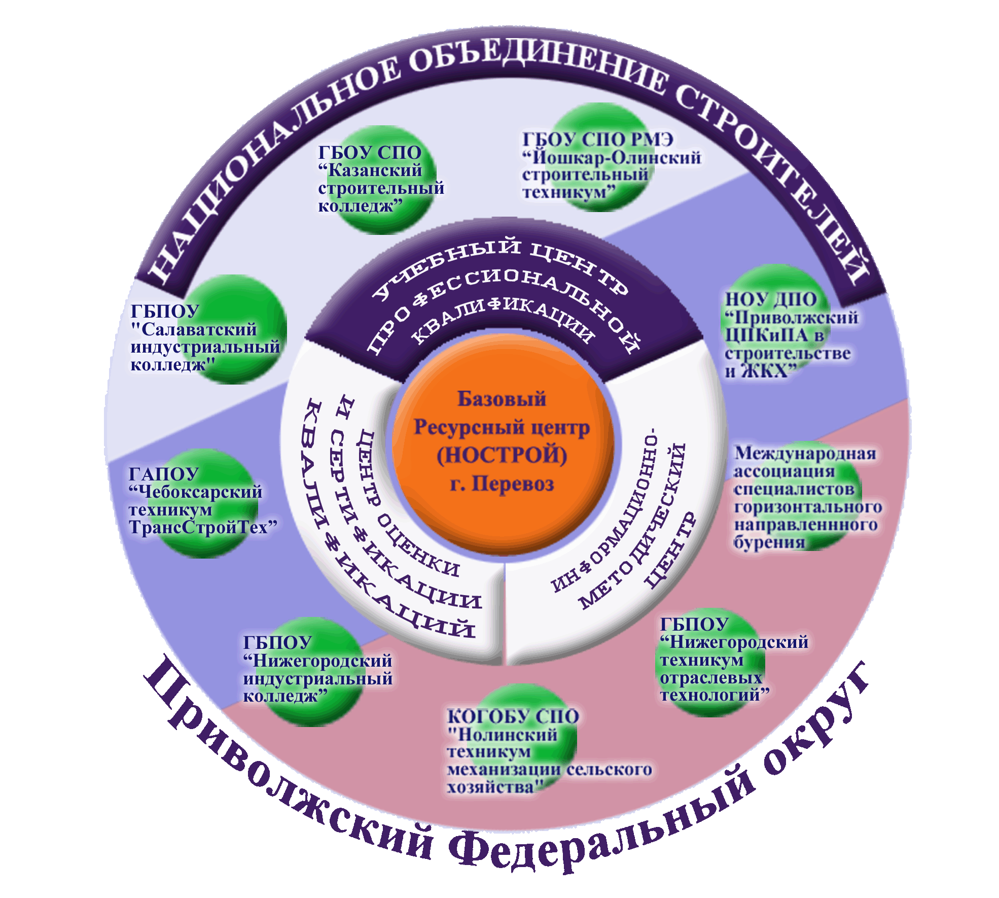 НАЦИОНАЛЬНОЕ ОБЪЕДИНЕНИЕ СТРОИТЕЛЕЙ
ГБОУ СПО
“Казанский
строительный
колледж”
ГБОУ СПО РМЭ
“Йошкар-Олинский
строительный
техникум”
ГБПОУ
"Салаватский
индустриальный
колледж"
НОУ ДПО
“Приволжский
ЦПКиПА в
строительстве
и ЖКХ”
УЧЕБНЫЙ ЦЕНТР
ПРОФЕССИОНАЛЬНОЙ
КВАЛИФИКАЦИИ
Базовый
Ресурсный центр
(НОСТРОЙ)
г. Перевоз
ЦЕНТР ОЦЕНКИ
И СЕРТИФИКАЦИИ
КВАЛИФИКАЦИЙ
ИНФОРМАЦИОННО-
МЕТОДИЧЕСКИЙ
ЦЕНТР
ГАПОУ
“Чебоксарский
техникум
ТрансСтройТех”
Международная
ассоциация
специалистов
горизонтального
направленнного
бурения
ГБПОУ
“Нижегородский
индустриальный
колледж”
ГБПОУ
“Нижегородский
техникум
отраслевых
технологий”
КОГОБУ СПО
"Нолинский
техникум
механизации сельского
хозяйства"
Приволжский Федеральный округ